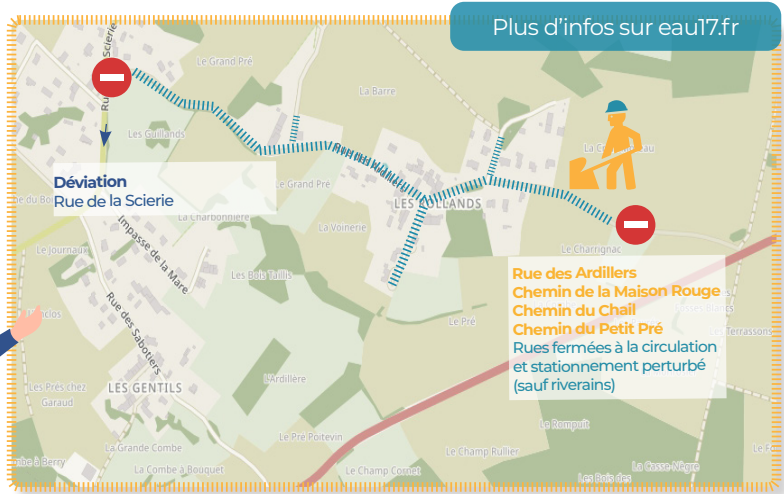 Plus d'infos sur eau17.fr
Le Grand Pré
La Barre
Les Guillands
Déviation
Rue de la Scierie
Le Grand Pré
LES ROLLANDS
La Charbonnière
La Voinerie
Impasse de la Mare
Le Journaux
Le Charrignac
Les Bois Taillis
Rue des Ardillers
Chemin de la Maison Rouge
Chemin du Chail
Chemin du Petit Pré
Rues fermées à la circulation
et stationnement perturbé
(sauf riverains)
Rue des Sabotiers
Le Pré
Terrassons
L'Ardillère
LES GENTILS
Les Prés chez
Garaud
Le Rompuit
Le Pré Poitevin
La Grande Combe
Le Champ Rullier
La Combe à Bouquet
Le Champ Cornet
La Casse-Nègre
Les Bois des